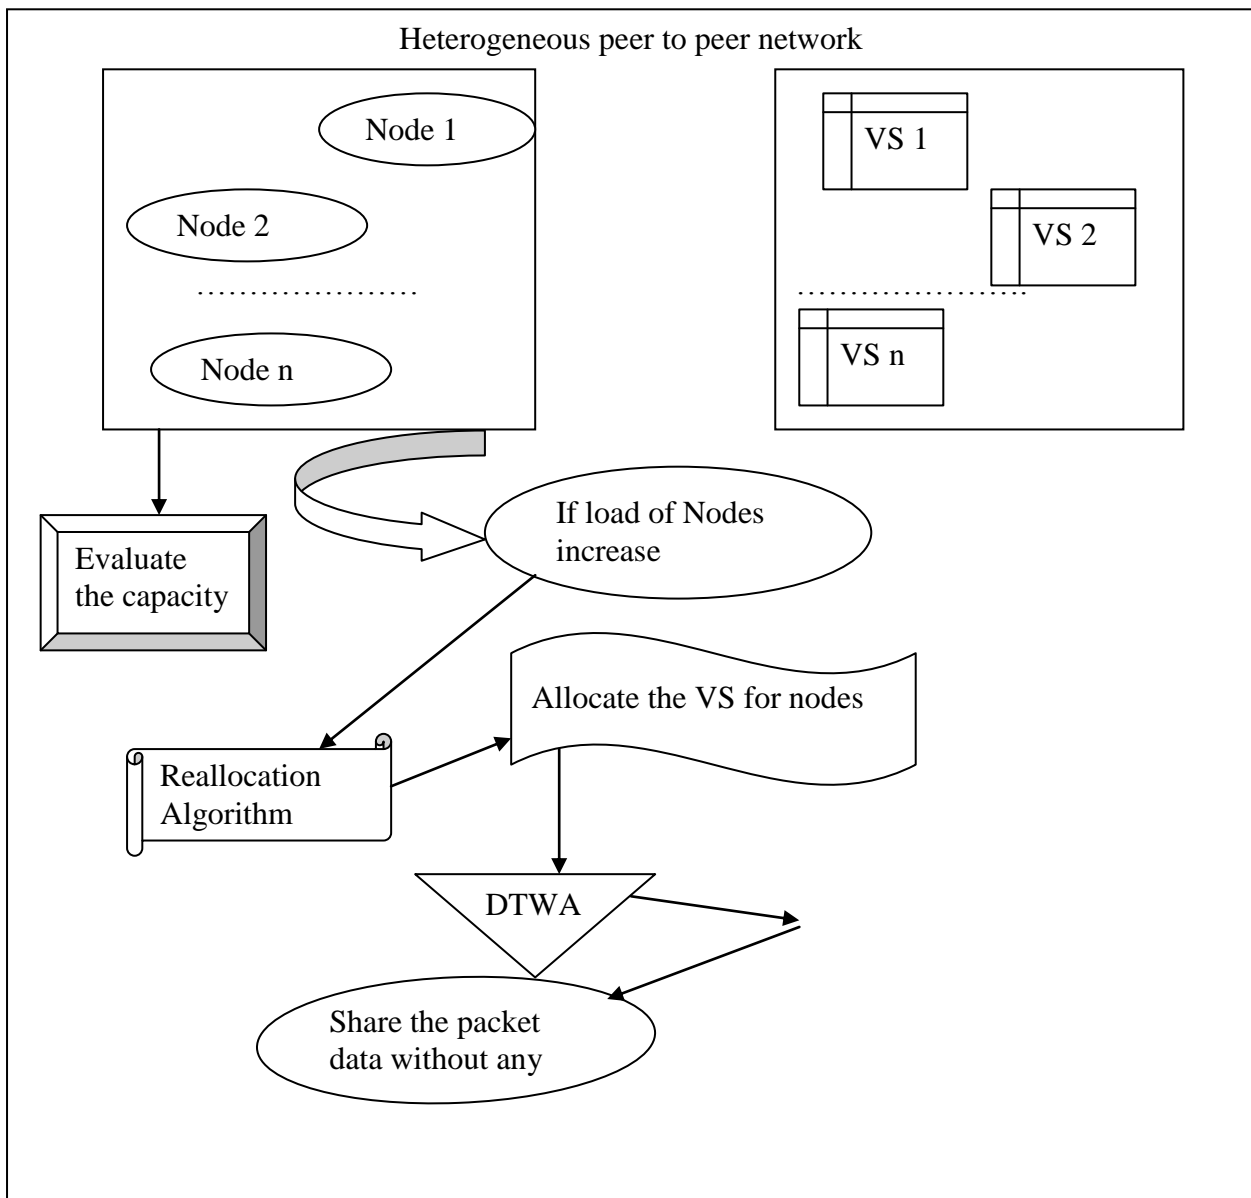 Heterogeneous peer to peer network
Node 1
Node 2
Node n
VS 1
VS 2
VS n
Evaluate
the capacity
If load of Nodes
increase
Allocate the VS for nodes
Reallocation
Algorithm
DTWA
Share the packet
data without any